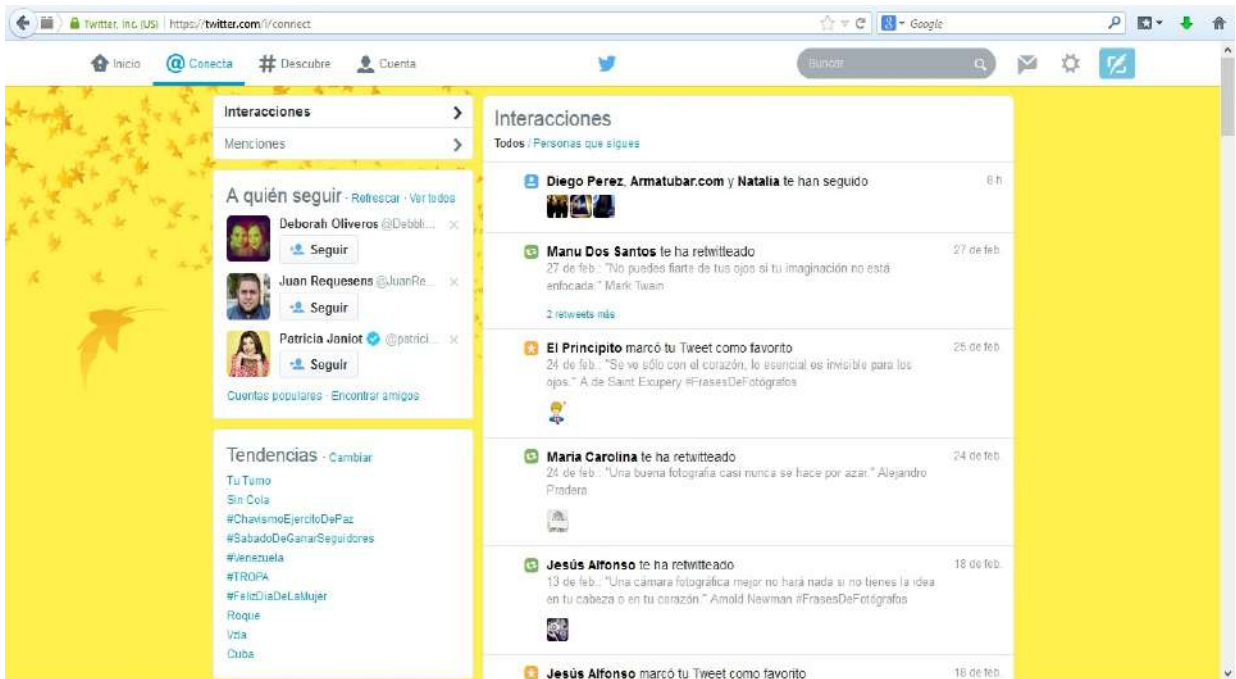 Twitter, Inc. (US) https://twitter.com/i/connect
Google
Inicio
Conecta
Descubre
Cuenta
Buscar
Interacciones
Menciones
A quién seguir · Refrescar · Ver todos
Deborah Oliveros @Debbli...
Seguir
Juan Requesens @JuanRe...
Seguir
Patricia Janiot @patrici...
Seguir
Cuentas populares · Encontrar amigos
Tendencias · Cambiar
Tu Turno
Sin Cola
#ChavismoEjercitoDePaz
#SabadoDeGanarSeguidores
#Venezuela
#TROPA
#FelizDiaDeLaMujer
Roque
Vzla
Cuba
Interacciones
Todos / Personas que sigues
Diego Perez, Armatubar.com y Natalia te han seguido
8 h
Manu Dos Santos te ha retwitteado
27 de feb.
27 de feb.: "No puedes fiarte de tus ojos si tu imaginación no está
enfocada." Mark Twain
2 retweets más
El Principito marcó tu Tweet como favorito
25 de feb.
24 de feb.: "Se ve sólo con el corazón, lo esencial es invisible para los
ojos." A de Saint Exupery #FrasesDeFotógrafos
Maria Carolina te ha retwitteado
24 de feb.
24 de feb.: "Una buena fotografía casi nunca se hace por azar." Alejandro
Pradera
Jesús Alfonso te ha retwitteado
18 de feb.
13 de feb.: "Una cámara fotográfica mejor no hará nada si no tienes la idea
en tu cabeza o en tu corazón." Arnold Newman #FrasesDeFotógrafos
Jesús Alfonso marcó tu Tweet como favorito
18 de feb.